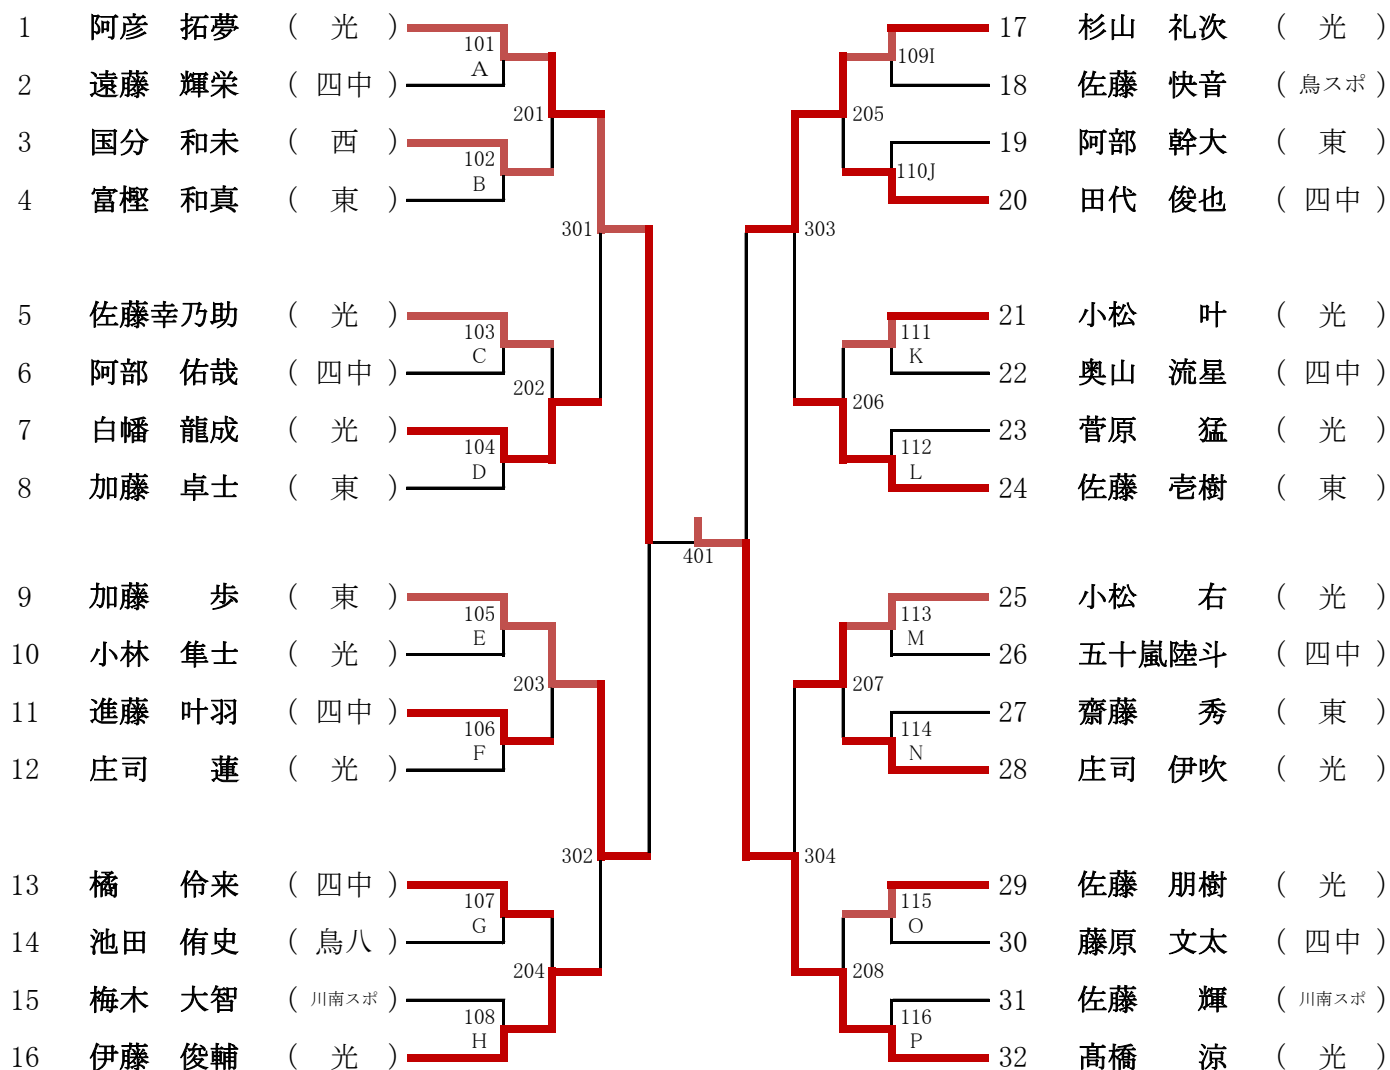 1 阿彦 拓夢 ( 光 )
101
A
2 遠藤 輝栄 ( 四中 )
201
3 国分 和未 ( 西 )
102
B
4 富樫 和真 ( 東 )
301
5 佐藤幸乃助 ( 光 )
103
C
6 阿部 佑哉 ( 四中 )
202
7 白幡 龍成 ( 光 )
104
D
8 加藤 卓士 ( 東 )
401
9 加藤 歩 ( 東 )
105
E
10 小林 隼士 ( 光 )
203
11 進藤 叶羽 ( 四中 )
106
F
12 庄司 蓮 ( 光 )
302
13 橘 伶来 ( 四中 )
107
G
14 池田 侑史 ( 鳥八 )
204
15 梅木 大智 ( 川南スポ )
108
H
16 伊藤 俊輔 ( 光 )
17 杉山 礼次 ( 光 )
109I
18 佐藤 快音 ( 鳥スポ )
205
19 阿部 幹大 ( 東 )
110J
20 田代 俊也 ( 四中 )
303
21 小松 叶 ( 光 )
111
K
22 奥山 流星 ( 四中 )
206
23 菅原 猛 ( 光 )
112
L
24 佐藤 壱樹 ( 東 )
25 小松 右 ( 光 )
113
M
26 五十嵐陸斗 ( 四中 )
207
27 齋藤 秀 ( 東 )
114
N
28 庄司 伊吹 ( 光 )
304
29 佐藤 朋樹 ( 光 )
115
O
30 藤原 文太 ( 四中 )
208
31 佐藤 輝 ( 川南スポ )
116
P
32 髙橋 涼 ( 光 )